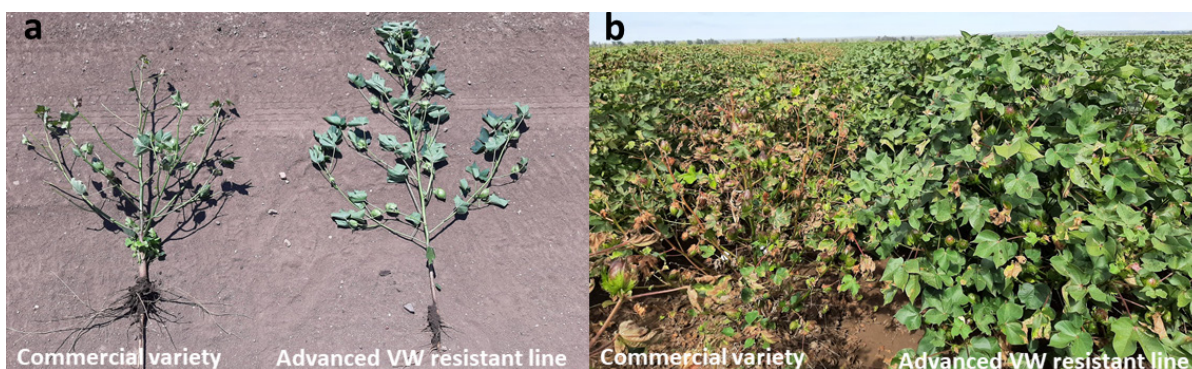 a
Commercial variety
Advanced VW resistant line
b
Commercial variety
Advanced VW resistant line